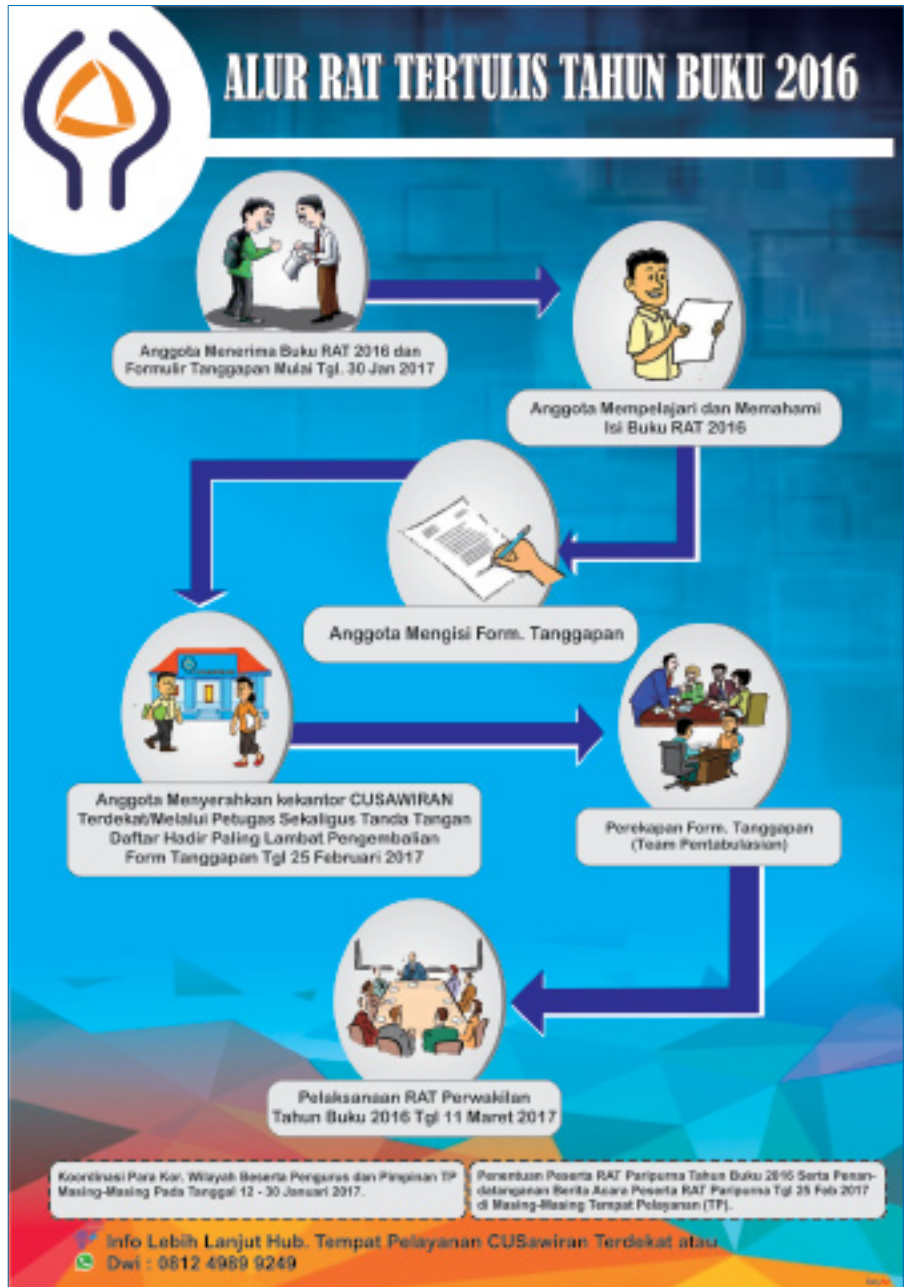 ALUR RAT TERTULIS TAHUN BUKU 2016
Anggota Menerima Buku RAT 2016 dan
Formulir Tanggapan Mulai Tgl. 30 Jan 2017
Anggota Mempelajari dan Memahami
Isi Buku RAT 2016
Anggota Mengisi Form. Tanggapan
Anggota Menyerahkan kekantor CUSAWIRAN
Terdekat/Melalui Petugas Sekaligus Tanda Tangan
Daftar Hadir Paling Lambat Pengembalian
Form Tanggapan Tgl 25 Februari 2017
Perekapan Form. Tanggapan
(Team Pentabulasian)
Pelaksanaan RAT Perwakilan
Tahun Buku 2016 Tgl 11 Maret 2017
Koordinasi Para Kor. Wilayah Beserta Pengurus dan Pimpinan TP
Masing-Masing Pada Tanggal 12 - 30 Januari 2017.
Penentuan Peserta RAT Paripurna Tahun Buku 2016 Serta Penan-
datanganan Berita Acara Peserta RAT Paripurna Tgl 25 Feb 2017
di Masing-Masing Tempat Pelayanan (TP).
Info Lebih Lanjut Hub. Tempat Pelayanan CUSawiran Terdekat atau
Dwi : 0812 4989 9249